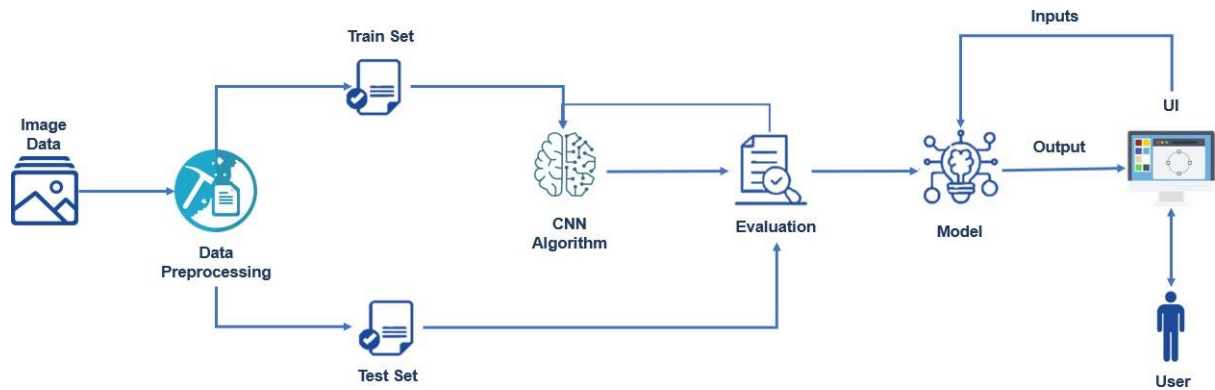 Image
Data
Data
Preprocessing
Train Set
Test Set
CNN
Algorithm
Evaluation
Model
Inputs
Output
UI
User